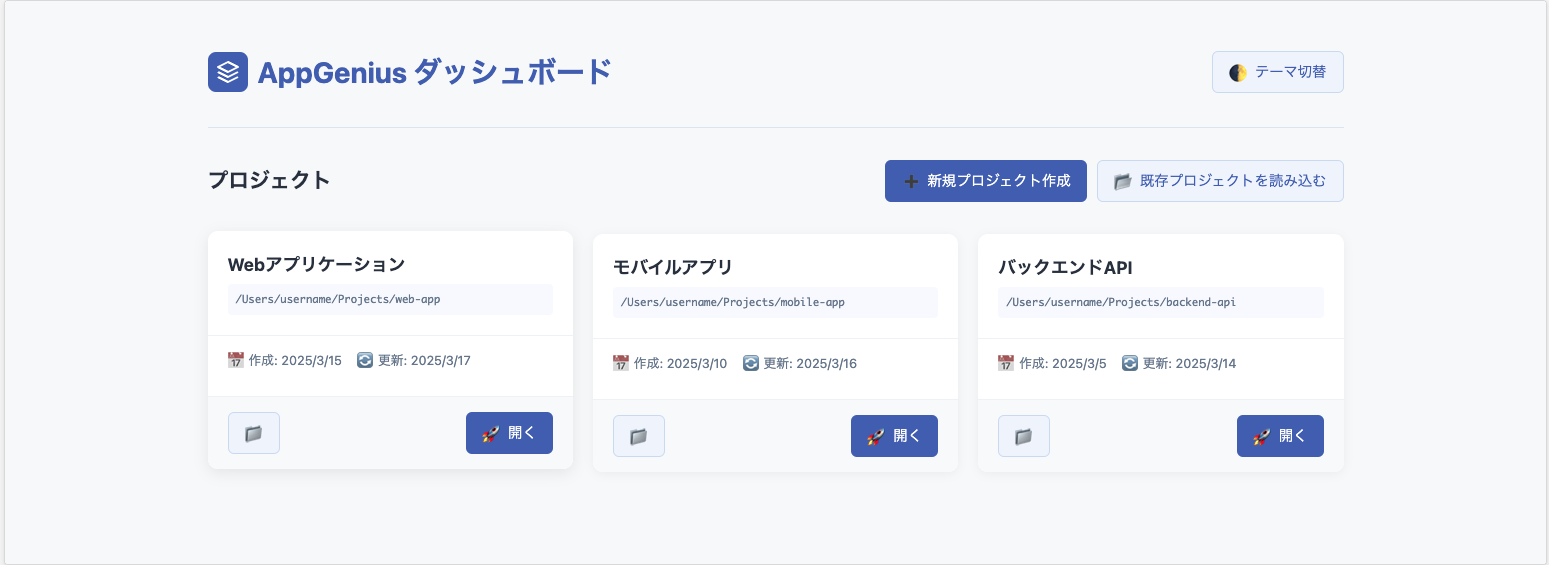 AppGenius ダッシュボード
テーマ切替
プロジェクト
新規プロジェクト作成
既存プロジェクトを読み込む
Webアプリケーション
/Users/username/Projects/web-app
作成: 2025/3/15 更新: 2025/3/17
開く
モバイルアプリ
/Users/username/Projects/mobile-app
作成: 2025/3/10 更新: 2025/3/16
開く
バックエンドAPI
/Users/username/Projects/backend-api
作成: 2025/3/5 更新: 2025/3/14
開く